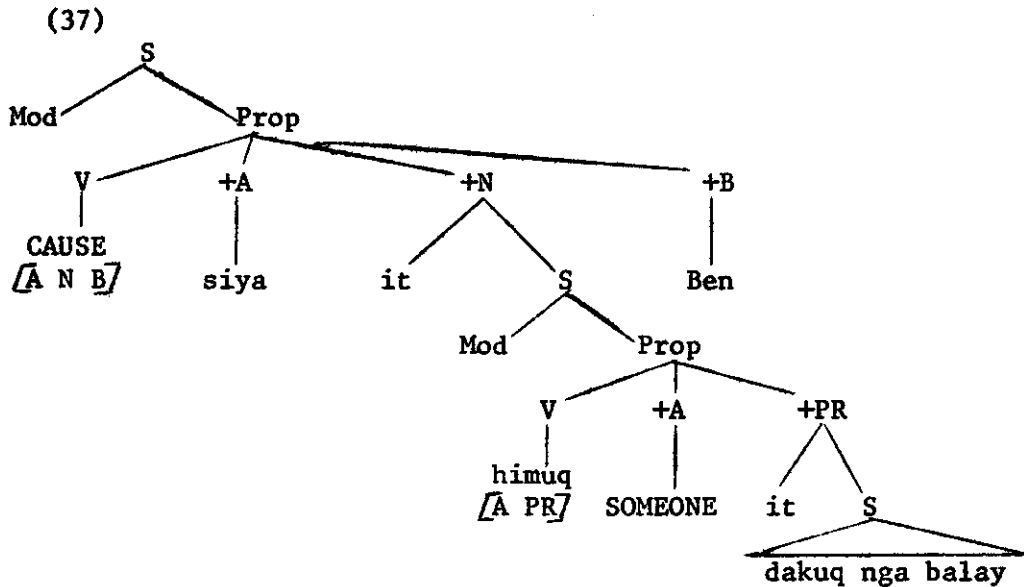 (37)
S
Mod Prop
V +A +N +B
CAUSE
[A N B] siya it S Ben
Mod Prop
V +A +PR
himuq
[A PR] SOMEONE it S
dakuq nga balay